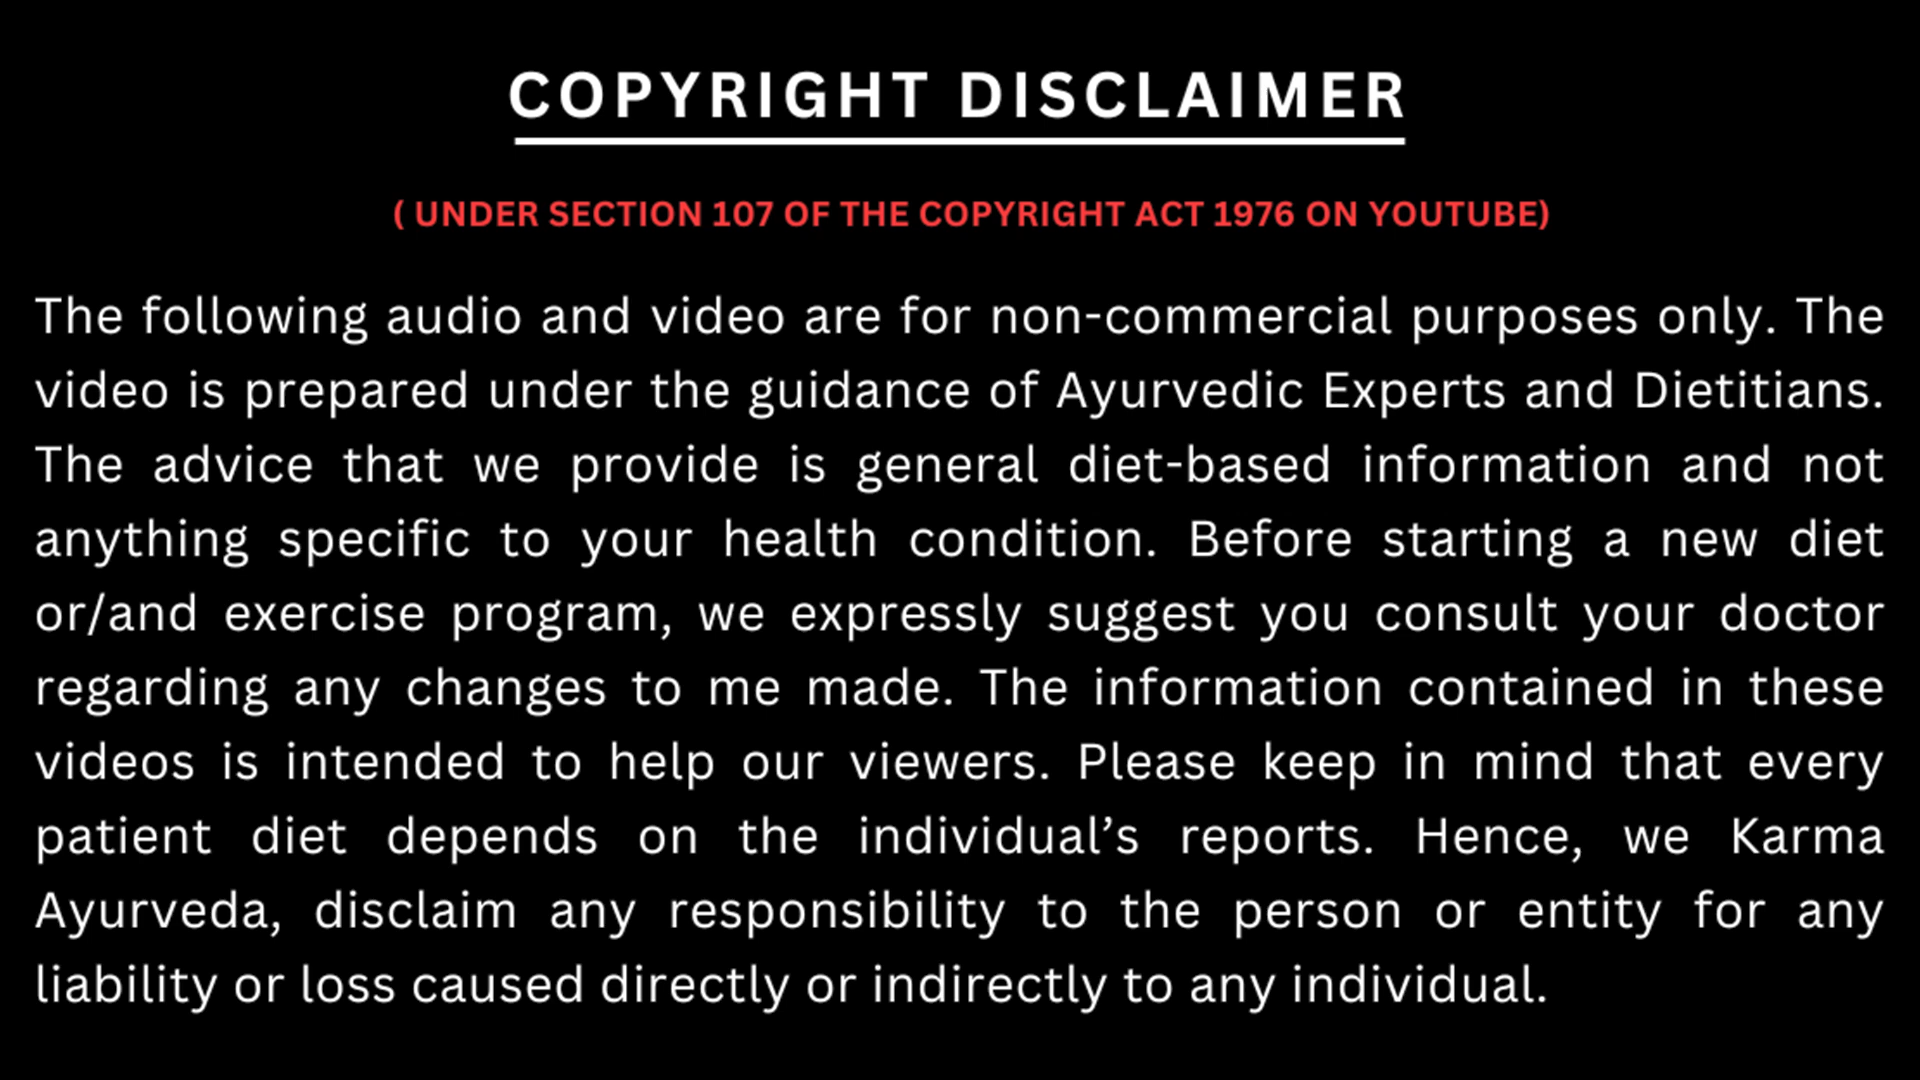 COPYRIGHT DISCLAIMER
( UNDER SECTION 107 OF THE COPYRIGHT ACT 1976 ON YOUTUBE)
The following audio and video are for non-commercial purposes only. The
video is prepared under the guidance of Ayurvedic Experts and Dietitians.
The advice that we provide is general diet-based information and not
anything specific to your health condition. Before starting a new diet
or/and exercise program, we expressly suggest you consult your doctor
regarding any changes to me made. The information contained in these
videos is intended to help our viewers. Please keep in mind that every
patient diet depends on the individual’s reports. Hence, we Karma
Ayurveda, disclaim any responsibility to the person or entity for any
liability or loss caused directly or indirectly to any individual.